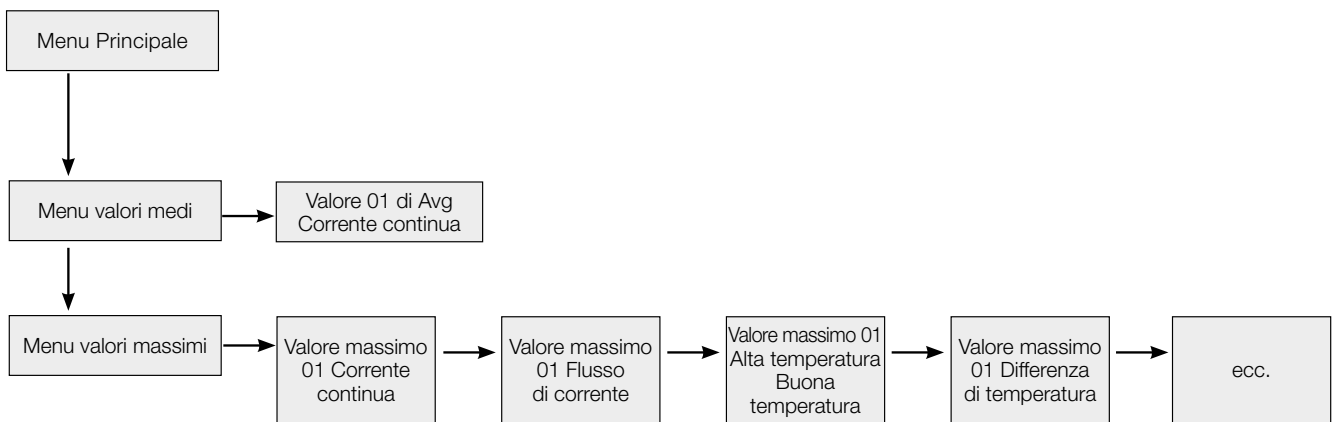 Menu Principale
Menu valori medi
Valore 01 di Avg
Corrente continua
Menu valori massimi
Valore massimo
01 Corrente
continua
Valore massimo
01 Flusso
di corrente
Valore massimo 01
Alta temperatura
Buona
temperatura
Valore massimo
01 Differenza
di temperatura
ecc.